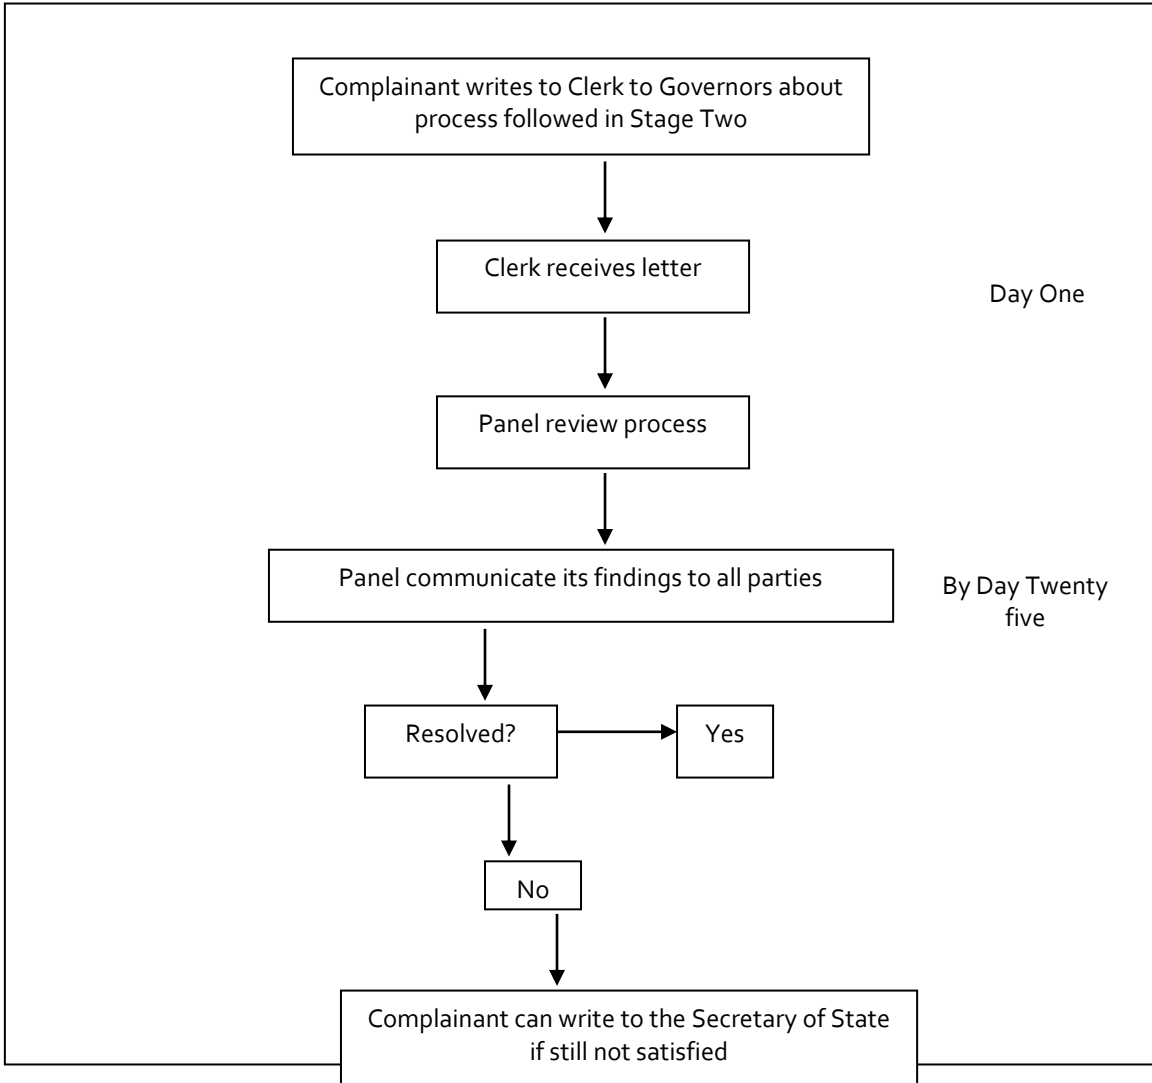 Complainant writes to Clerk to Governors about
process followed in Stage Two
Clerk receives letter
Day One
Panel review process
Panel communicate its findings to all parties
By Day Twenty
five
Resolved?
Yes
No
Complainant can write to the Secretary of State
if still not satisfied